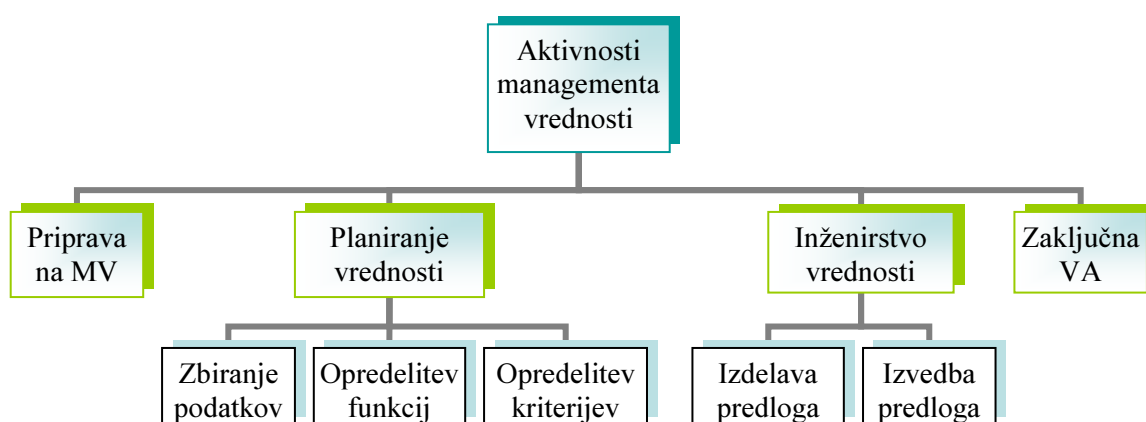 Aktivnosti
managementa
vrednosti
Priprava
na MV
Planiranje
vrednosti
Inženirstvo
vrednosti
Zaključna
VA
Zbiranje
podatkov
Opredelitev
funkcij
Opredelitev
kriterijev
Izdelava
predloga
Izvedba
predloga